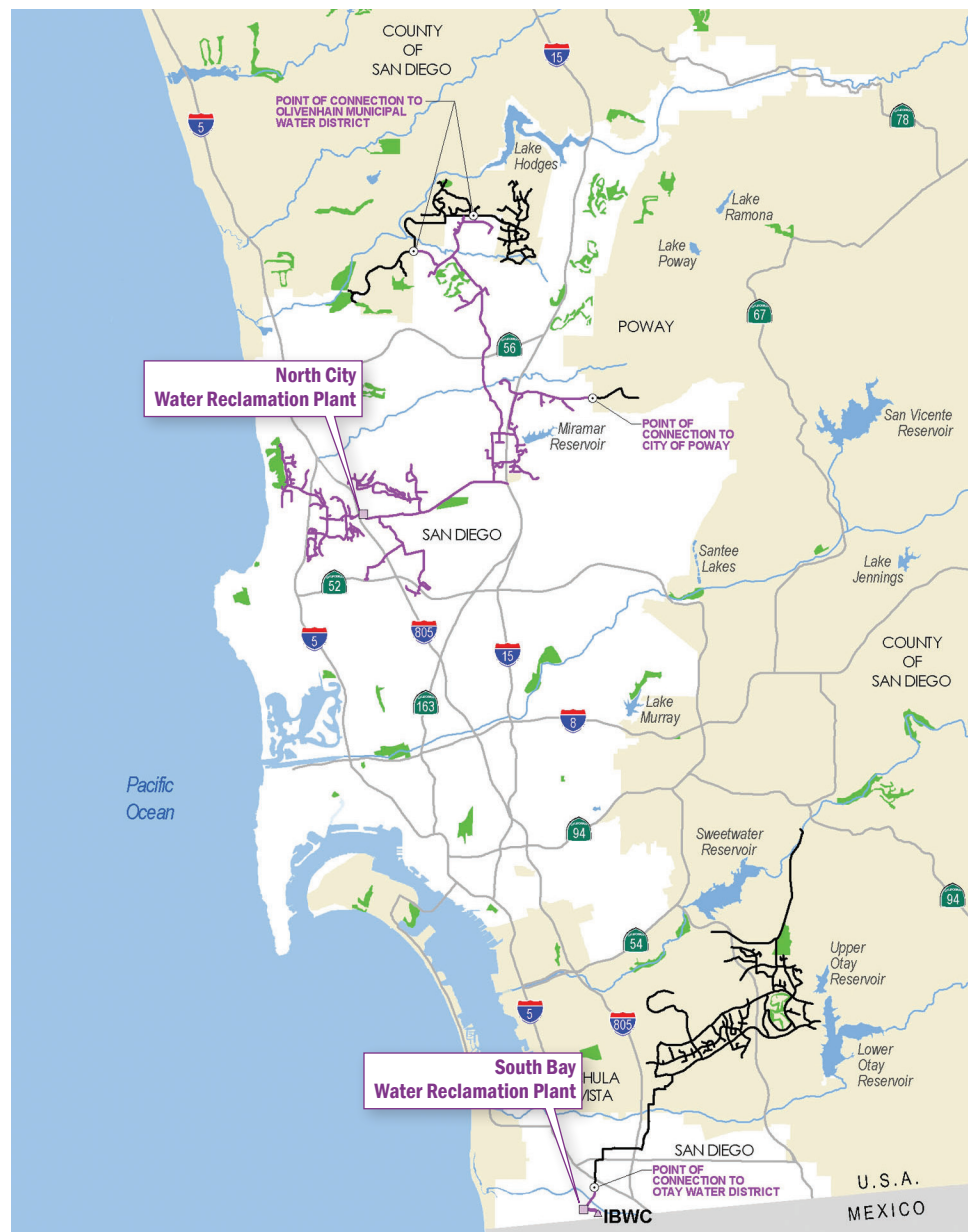 COUNTY
OF
SAN DIEGO
15
POINT OF CONNECTION TO
OLIVENHAIN MUNICIPAL
WATER DISTRICT
5
78
Lake
Hodges
Lake
Ramona
Lake
Poway
67
POWAY
56
North City
Water Reclamation Plant
San Vicente
Reservoir
Miramar
Reservoir
POINT OF
CONNECTION TO
CITY OF POWAY
SAN DIEGO
Santee
Lakes
Lake
Jennings
52
5
805
15
COUNTY
OF
SAN DIEGO
163
Lake
Murray
8
Pacific
Ocean
94
Sweetwater
Reservoir
94
54
Upper
Otay
Reservoir
5
805
Lower
Otay
Reservoir
South Bay
Water Reclamation Plant
HULA
VISTA
SAN DIEGO
POINT OF
CONNECTION TO
OTAY WATER DISTRICT
U.S.A.
MEXICO
IBWC